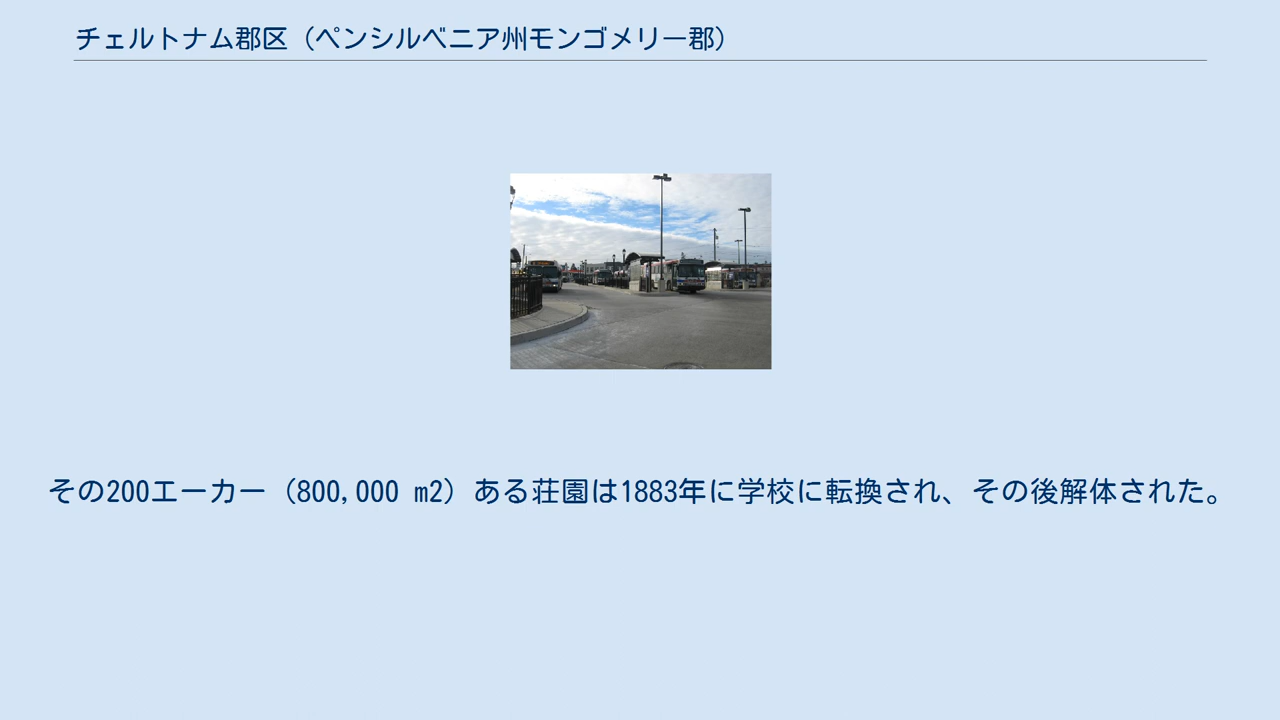 チェルトナム郡区（ペンシルベニア州モンゴメリー郡）
その200エーカー（800,000 m2）ある荘園は1883年に学校に転換され、その後解体された。